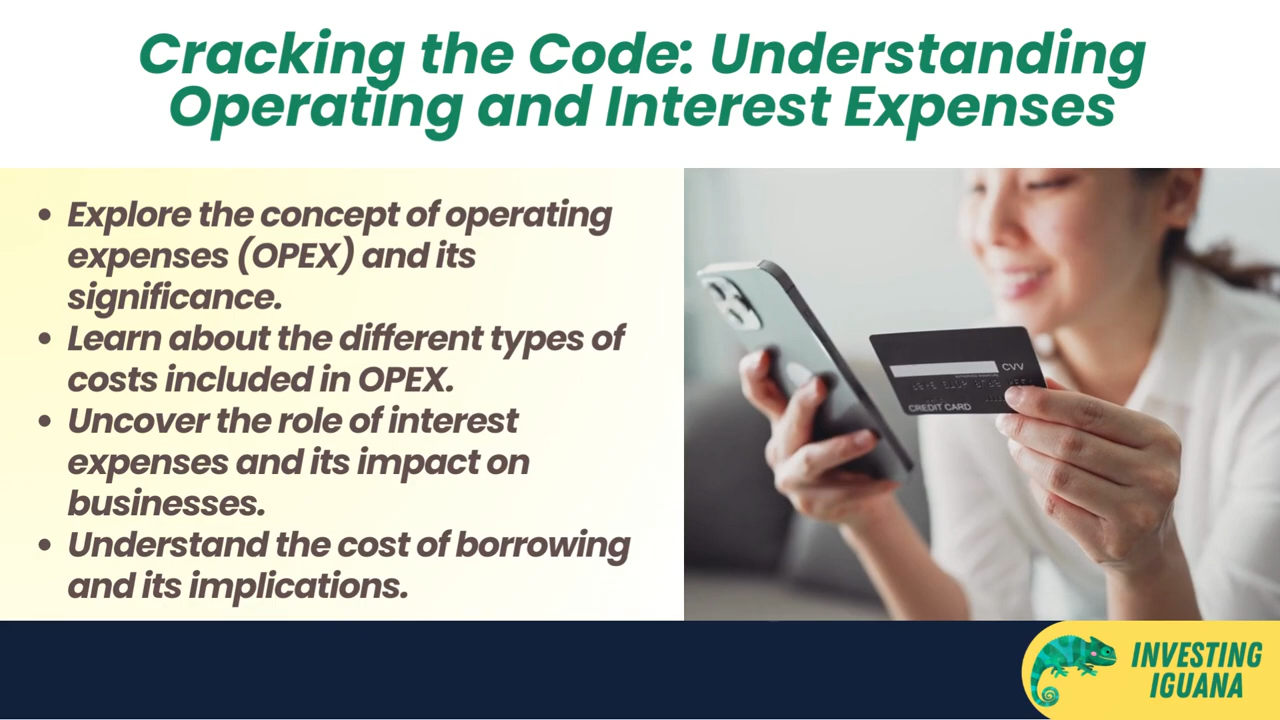 Cracking the Code: Understanding
Operating and Interest Expenses
• Explore the concept of operating
expenses (OPEX) and its
significance.
• Learn about the different types of
costs included in OPEX.
• Uncover the role of interest
expenses and its impact on
businesses.
• Understand the cost of borrowing
and its implications.
CVV
CREDIT CARD
INVESTING
IGUANA